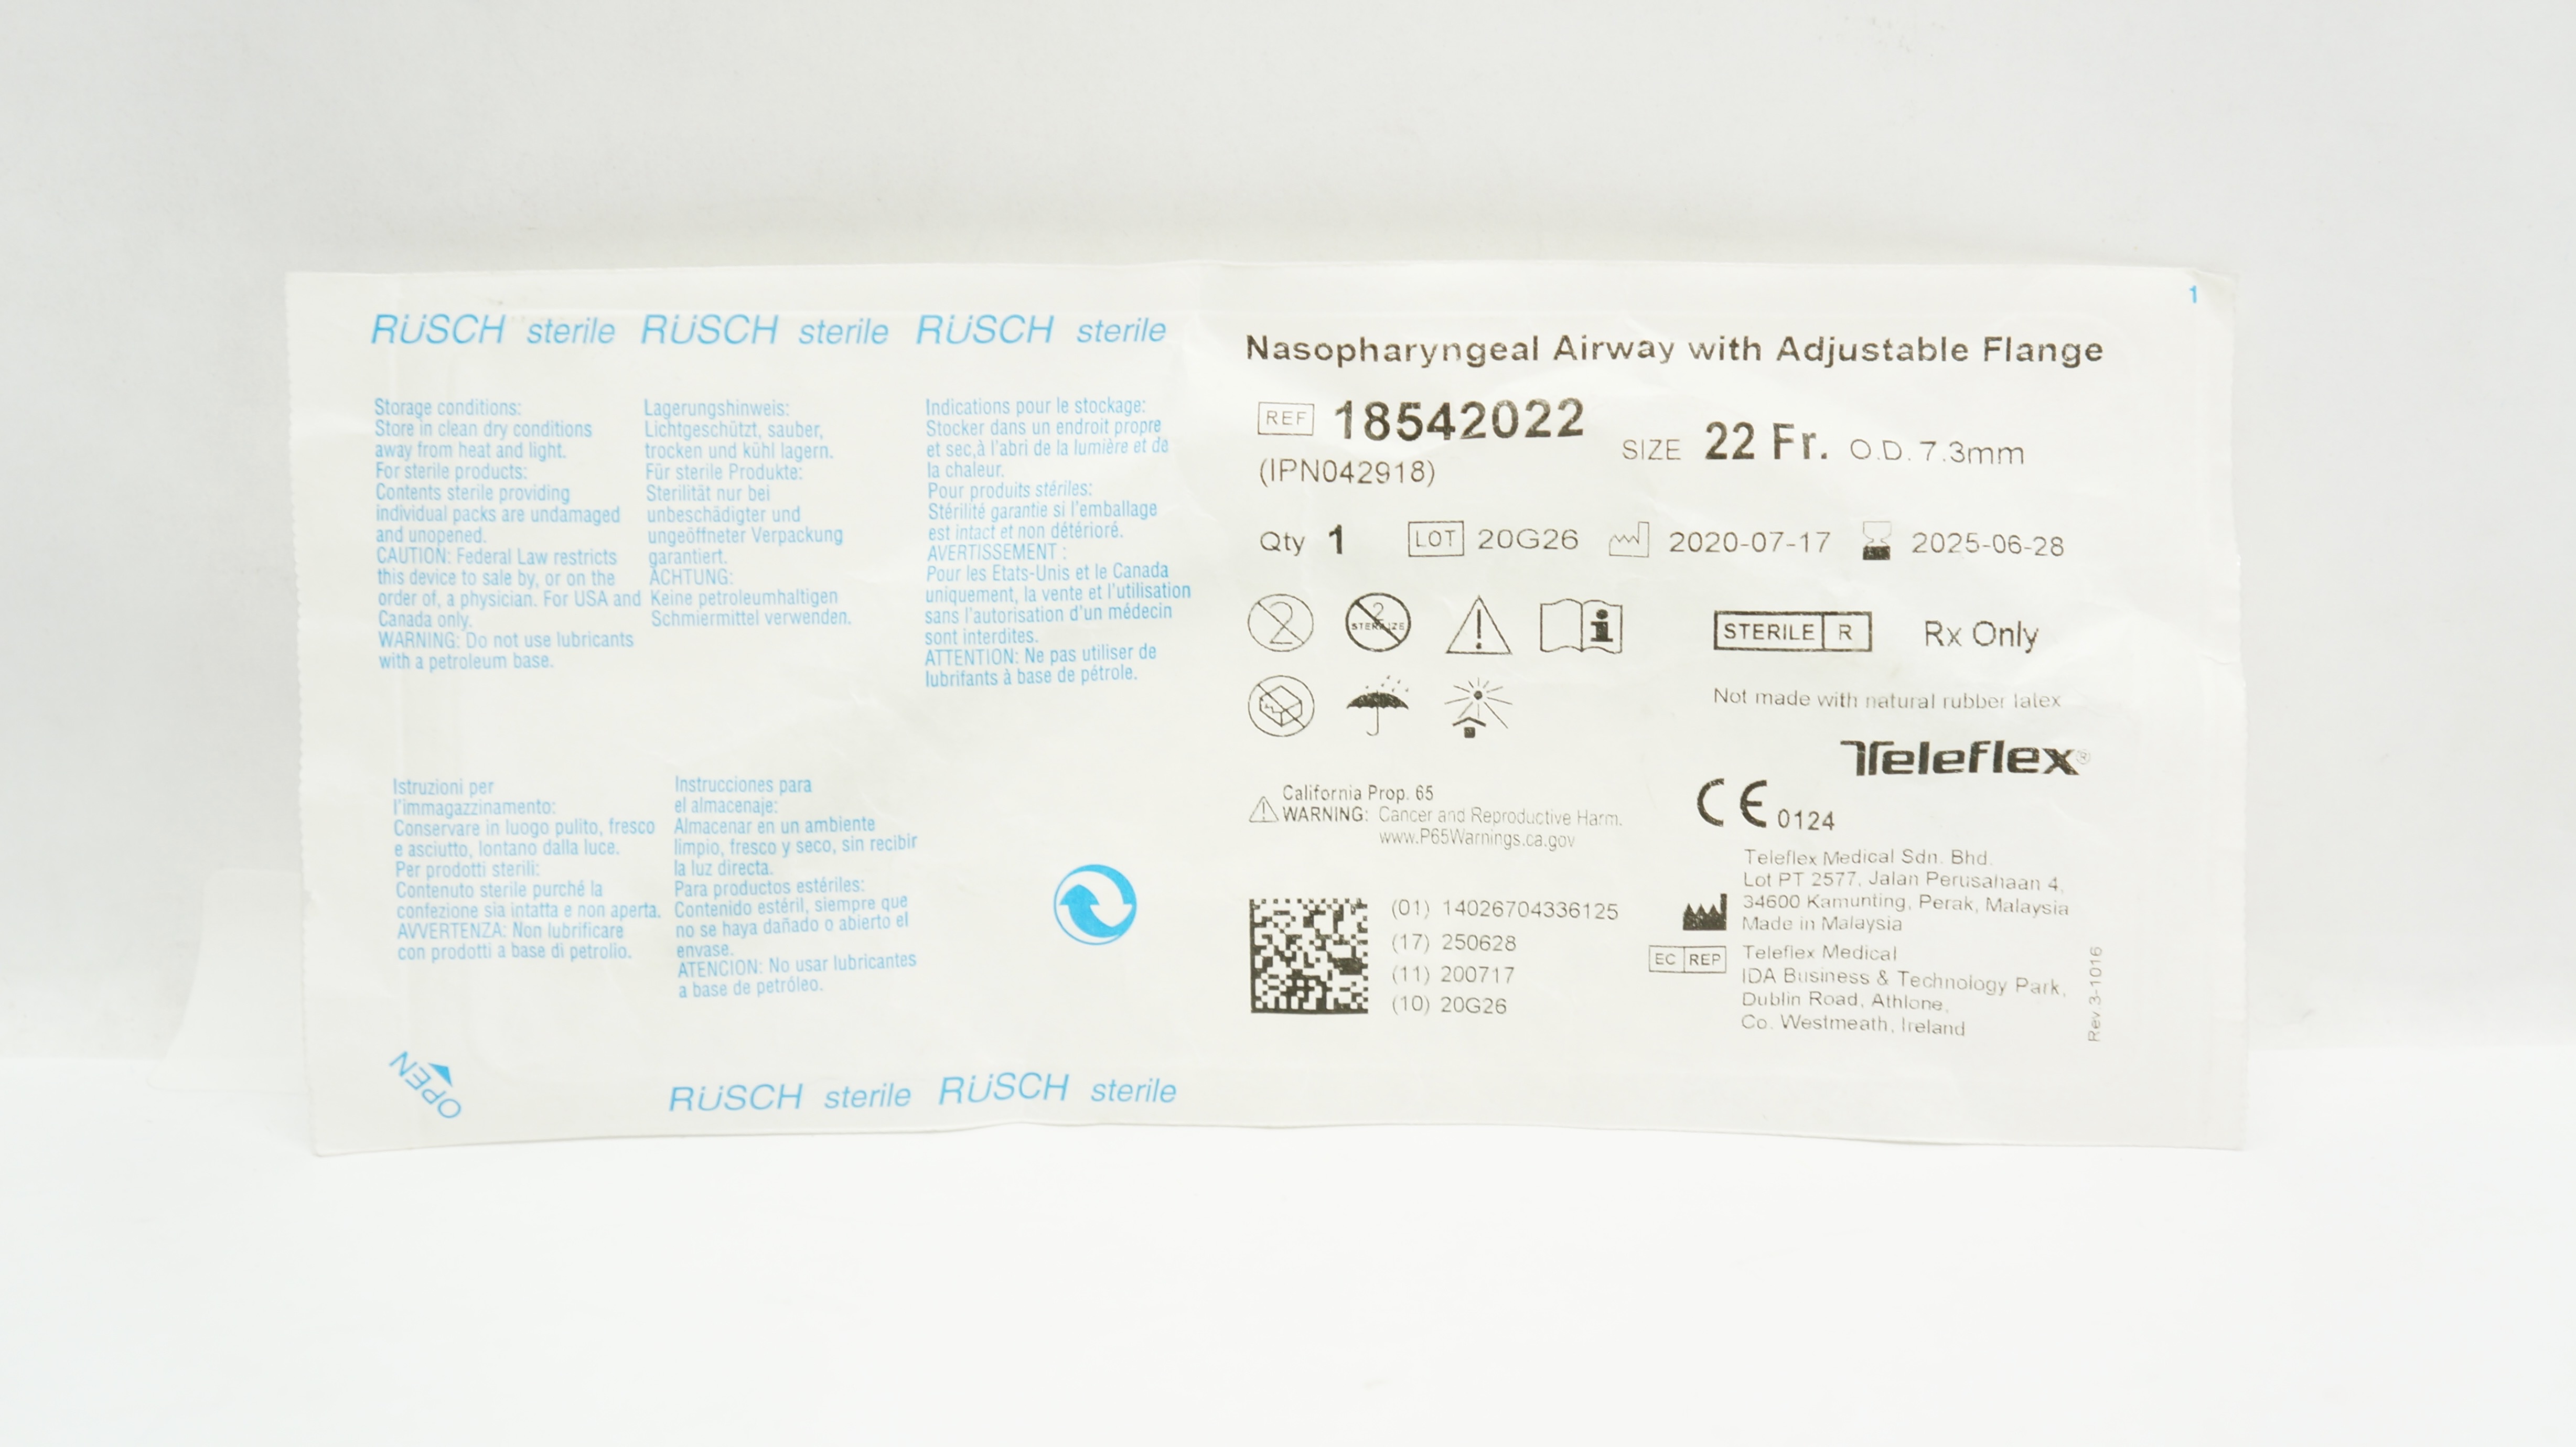 1
RÜSCH sterile RÜSCH sterile RÜSCH sterile
Storage conditions:
Store in clean dry conditions
away from heat and light.
For sterile products:
Contents sterile providing
individual packs are undamaged
and unopened.
CAUTION: Federal Law restricts
this device to sale by, or on the
order of, a physician. For USA and
Canada only.
WARNING: Do not use lubricants
with a petroleum base.
Lagerungshinweis:
Lichtgeschützt, sauber,
trocken und kühl lagern.
Für sterile Produkte:
Sterilität nur bei
unbeschädigter und
ungeöffneter Verpackung
garantiert.
ACHTUNG:
Keine petroleumhaltigen
Schmiermittel verwenden.
Indications pour le stockage:
Stocker dans un endroit propre
et sec,à l'abri de la lumière et de
la chaleur.
Pour produits stériles:
Stérilité garantie si l'emballage
est intact et non détérioré.
AVERTISSEMENT :
Pour les Etats-Unis et le Canada
uniquement, la vente et l'utilisation
sans l'autorisation d'un médecin
sont interdites.
ATTENTION: Ne pas utiliser de
lubrifants à base de pétrole.
Istruzioni per
l'immagazzinamento:
Conservare in luogo pulito, fresco
e asciutto, lontano dalla luce.
Per prodotti sterili:
Contenuto sterile purché la
confezione sia intatta e non aperta.
AVVERTENZA: Non lubrificare
con prodotti a base di petrolio.
Instrucciones para
el almacenaje:
Almacenar en un ambiente
limpio, fresco y seco, sin recibir
la luz directa.
Para productos estériles:
Contenido estéril, siempre que
no se haya dañado o abierto el
envase.
ATENCION: No usar lubricantes
a base de petróleo.
OPEN
RÜSCH sterile RÜSCH sterile
Nasopharyngeal Airway with Adjustable Flange
REF 18542022
(IPN042918)
SIZE 22 Fr. O.D. 7.3mm
Qty 1 LOT 20G26 2020-07-17 2025-06-28
2 2 STERILIZE i STERILE R Rx Only
Not made with natural rubber latex
Teleflex®
California Prop. 65
WARNING: Cancer and Reproductive Harm.
www.P65Warnings.ca.gov
CE 0124
(01) 14026704336125
(17) 250628
(11) 200717
(10) 20G26
Teleflex Medical Sdn. Bhd.
Lot PT 2577, Jalan Perusahaan 4,
34600 Kamunting, Perak, Malaysia
Made in Malaysia
EC REP Teleflex Medical
IDA Business & Technology Park,
Dublin Road, Athlone,
Co. Westmeath, Ireland
Rev.3-1016